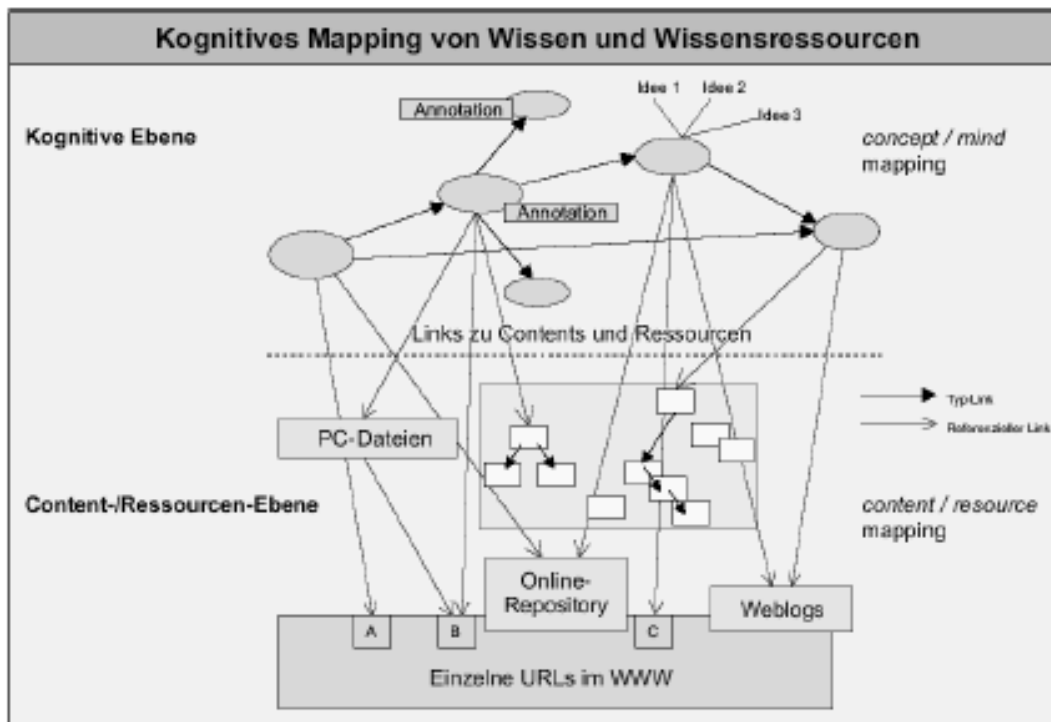 Kognitives Mapping von Wissen und Wissensressourcen
Idee 1
Idee 2
Idee 3
Annotation
Kognitive Ebene
concept / mind
mapping
Annotation
Links zu Contents und Ressourcen
Typ-Link
Referenzieller Link
PC-Dateien
Content-/Ressourcen-Ebene
content / resource
mapping
Online-
Repository
Weblogs
A
B
C
Einzelne URLs im WWW